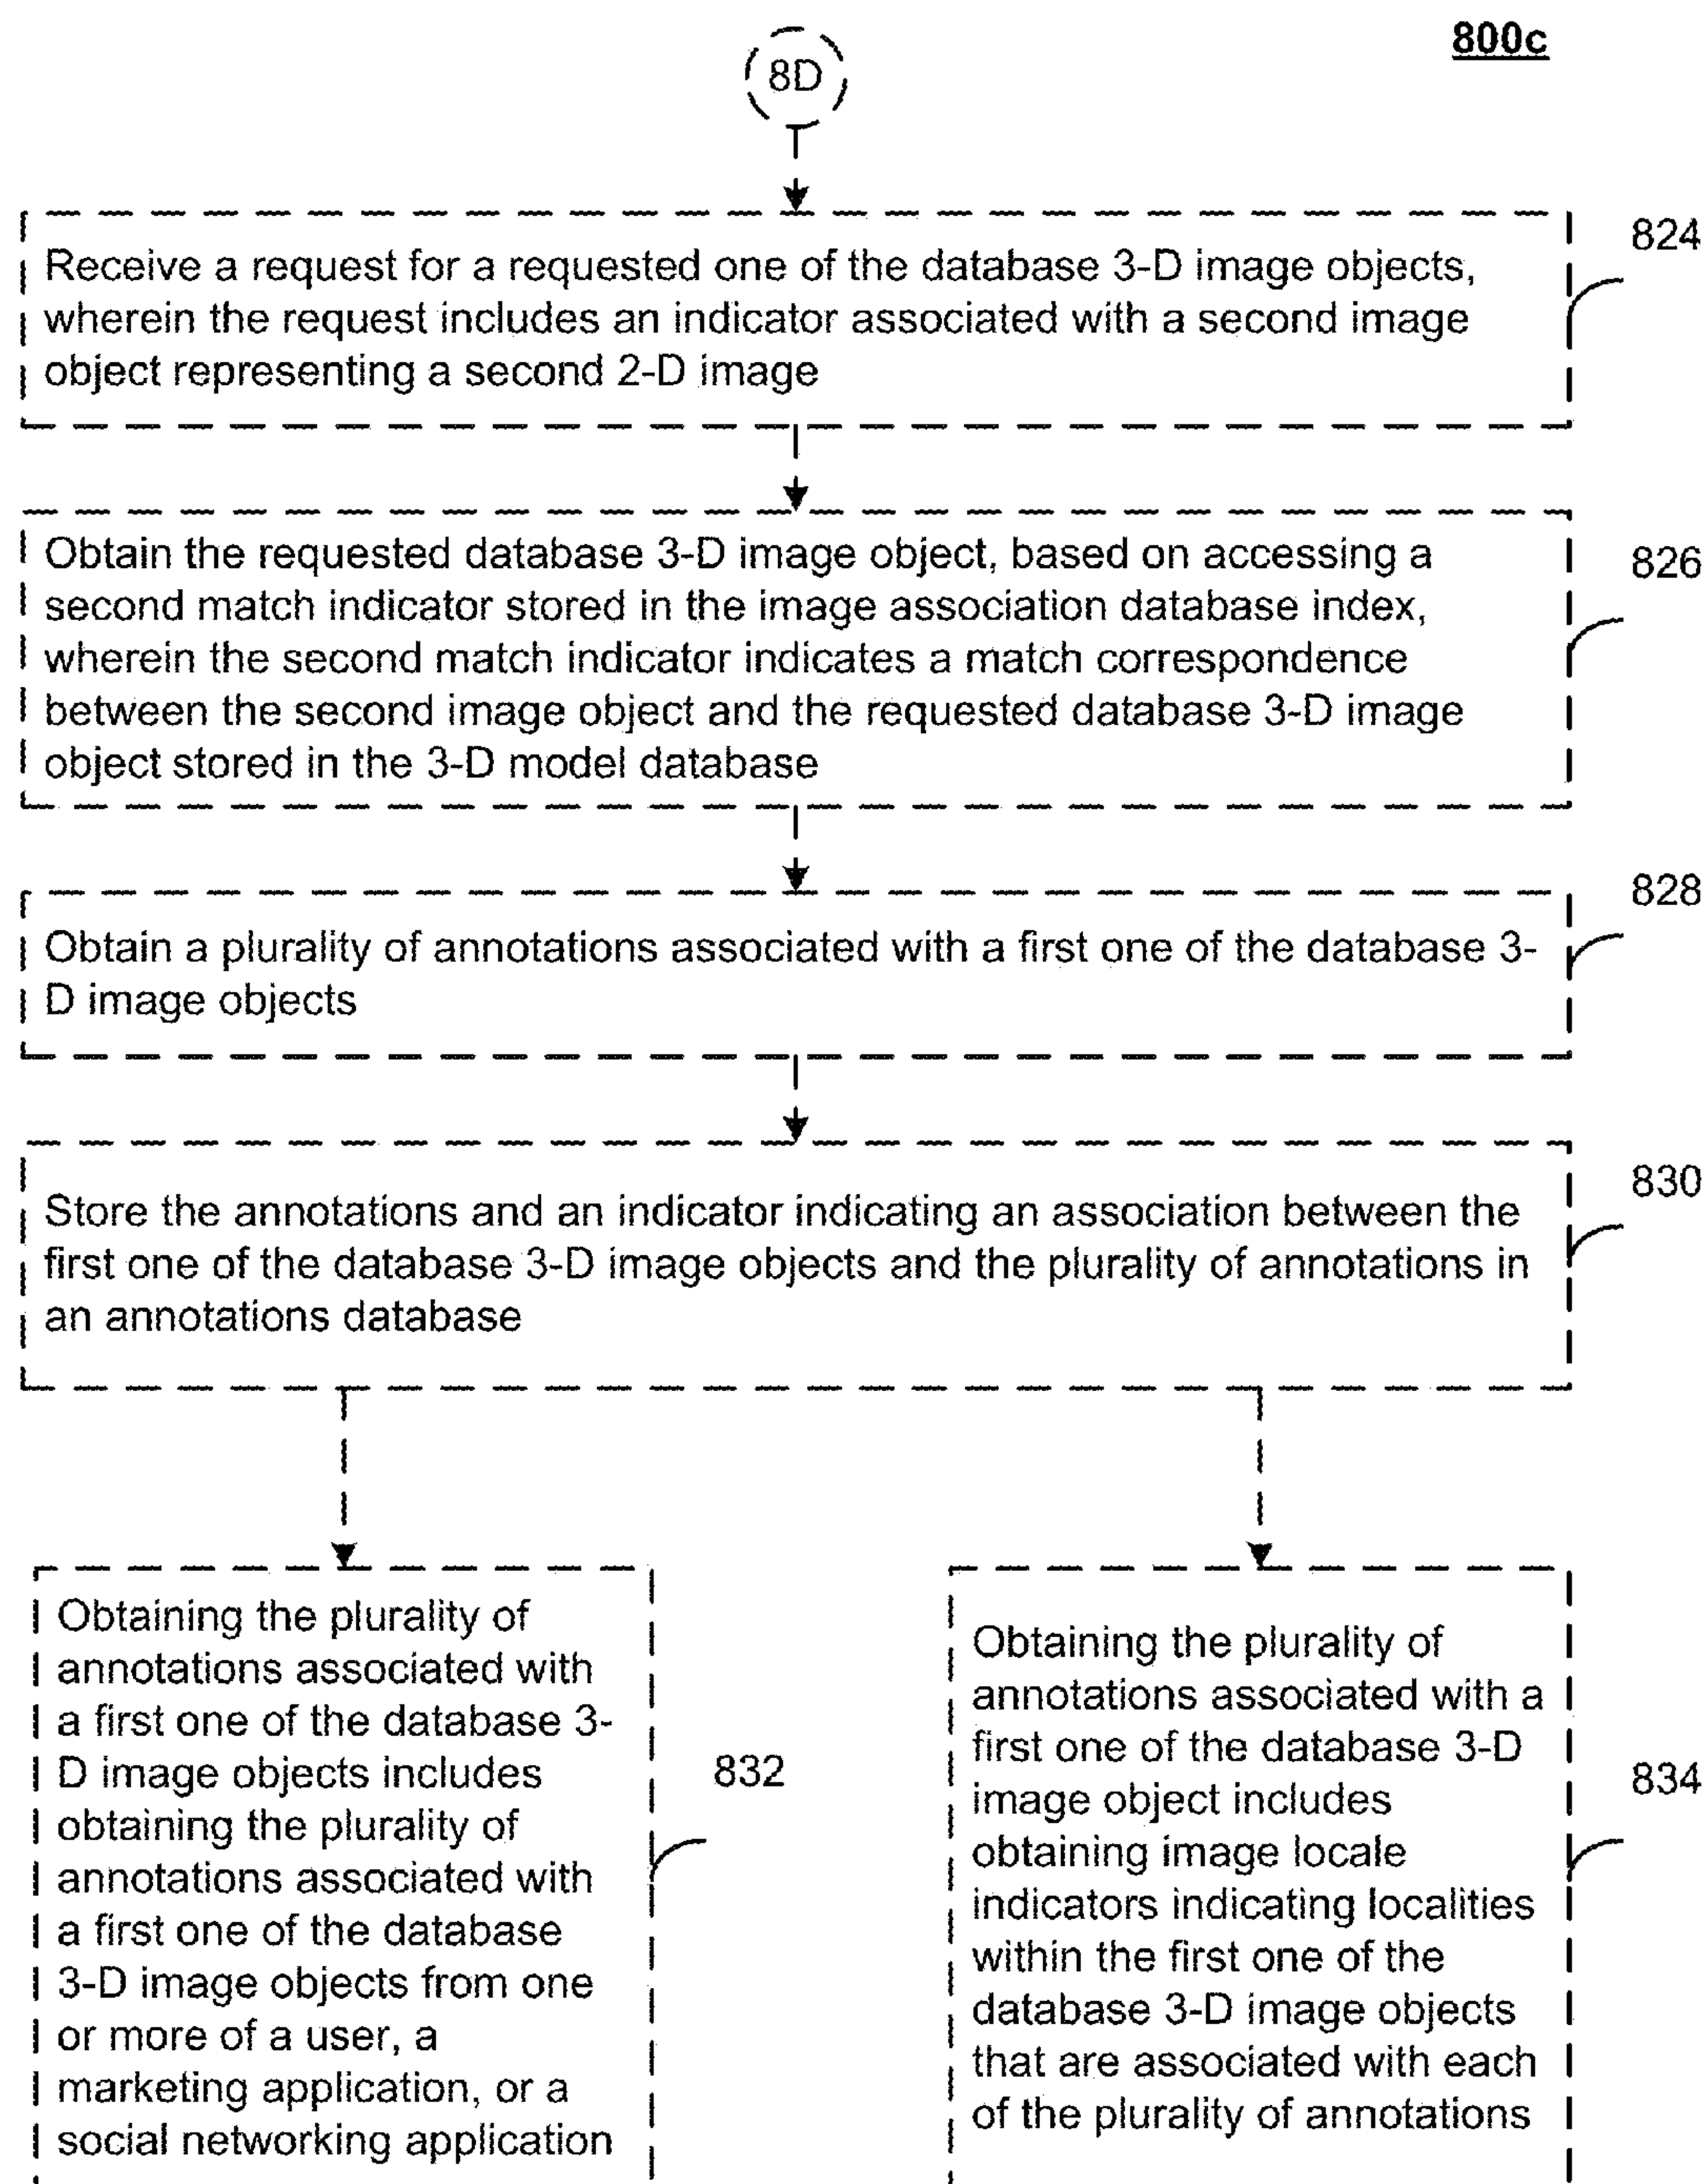 800c
8D
824
Receive a request for a requested one of the database 3-D image objects,
wherein the request includes an indicator associated with a second image
object representing a second 2-D image
826
Obtain the requested database 3-D image object, based on accessing a
second match indicator stored in the image association database index,
wherein the second match indicator indicates a match correspondence
between the second image object and the requested database 3-D image
object stored in the 3-D model database
828
Obtain a plurality of annotations associated with a first one of the database 3-
D image objects
830
Store the annotations and an indicator indicating an association between the
first one of the database 3-D image objects and the plurality of annotations in
an annotations database
Obtaining the plurality of
annotations associated with
a first one of the database 3-
D image objects includes
obtaining the plurality of
annotations associated with
a first one of the database
3-D image objects from one
or more of a user, a
marketing application, or a
social networking application
832
Obtaining the plurality of
annotations associated with a
first one of the database 3-D
image object includes
obtaining image locale
indicators indicating localities
within the first one of the
database 3-D image objects
that are associated with each
of the plurality of annotations
834